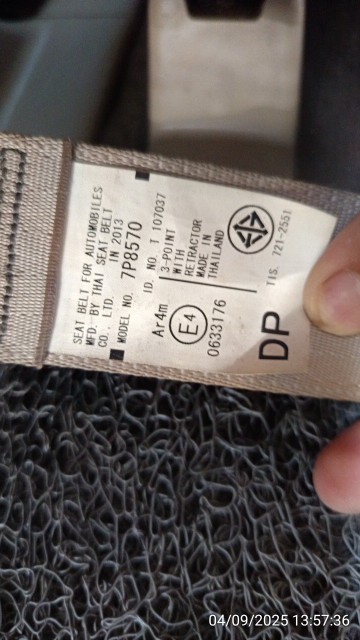 SEAT BELT FOR AUTOMOBILES
MFD. BY THAI SEAT BELT
CO., LTD. IN 2013
MODEL NO. 7P8570
ID. NO. T 107037
Ar4m
3-POINT
WITH
RETRACTOR
MADE IN
THAILAND
E4
0633176
DP
TIS. 721-2551
04/09/2025 13:57:36